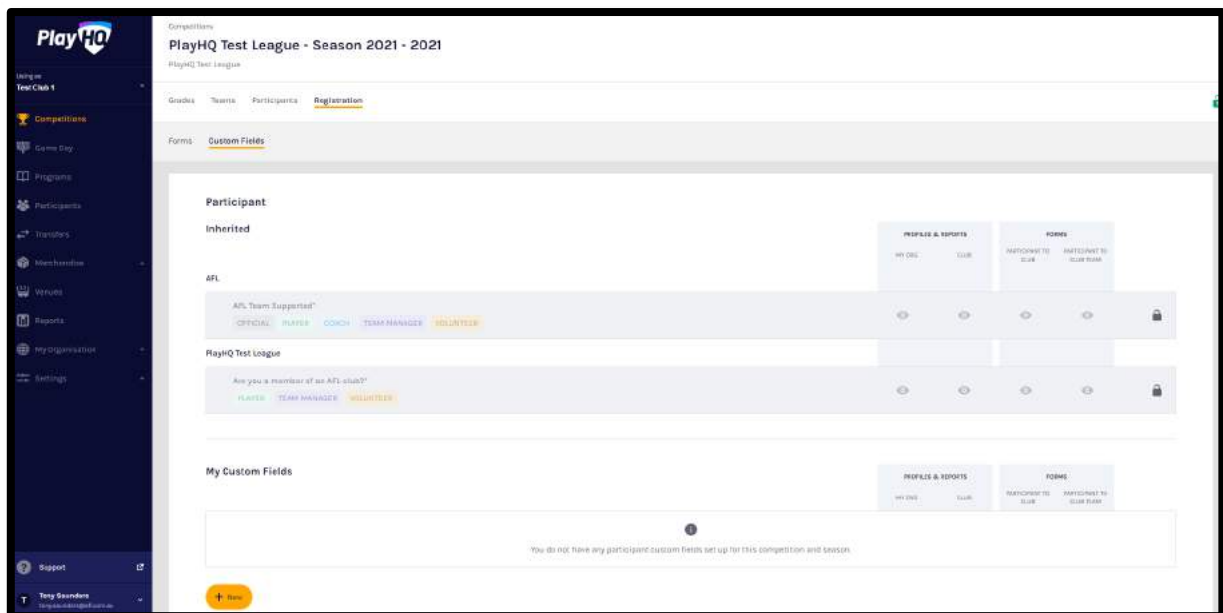 PlayHQ
Using as
Test Club 1
Competitions
Game Day
Programs
Participants
Transfers
Merchandise
Venues
Reports
My Organisation
Settings
Support
T
Tony Saunders
Competitions
PlayHQ Test League - Season 2021 - 2021
PlayHQ Test League
Grades Teams Participants Registration
Forms Custom Fields
Participant
Inherited
PROFILES & REPORTS FORMS
MY ORG CLUB PARTICIPANT TO CLUB PARTICIPANT TO CLUB TEAM
AFL
AFL Team Supported*
OFFICIAL PLAYER COACH TEAM MANAGER VOLUNTEER
PlayHQ Test League
Are you a member of an AFL club?*
PLAYER TEAM MANAGER VOLUNTEER
My Custom Fields
PROFILES & REPORTS FORMS
MY ORG CLUB PARTICIPANT TO CLUB PARTICIPANT TO CLUB TEAM
You do not have any participant custom fields set up for this competition and season.
+ New